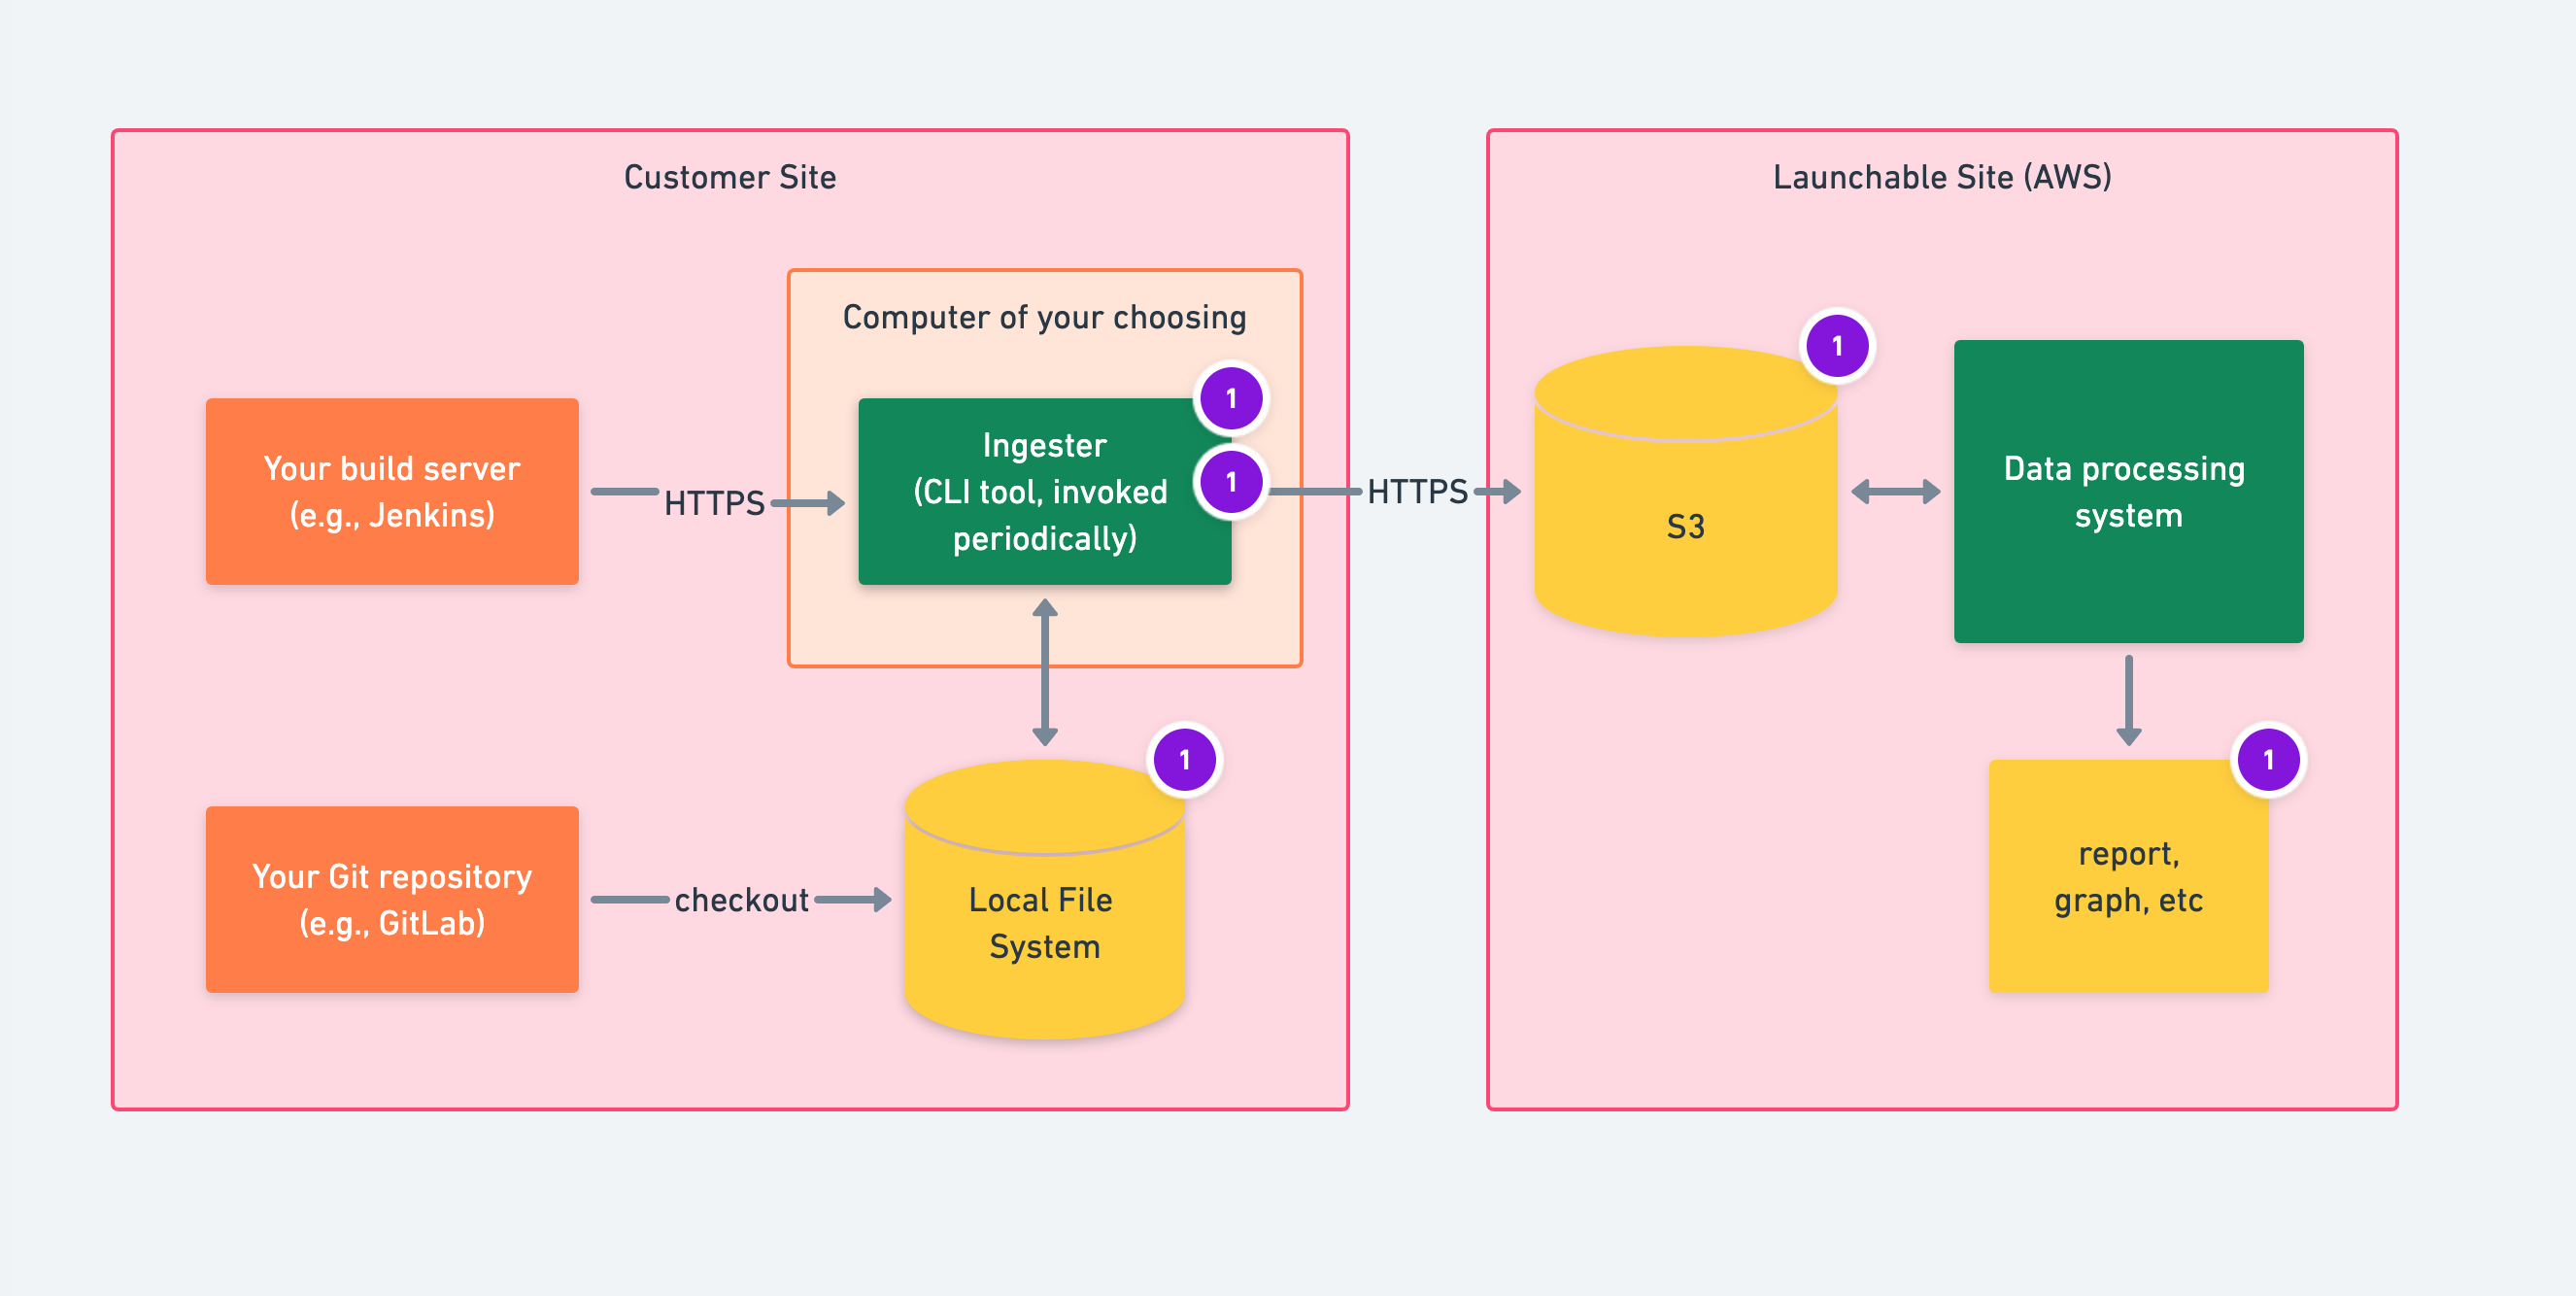 Customer Site
Computer of your choosing
Your build server
(e.g., Jenkins)
HTTPS
1
1
Ingester
(CLI tool, invoked
periodically)
Your Git repository
(e.g., GitLab)
checkout
1
Local File
System
HTTPS
Launchable Site (AWS)
1
S3
Data processing
system
1
report,
graph, etc